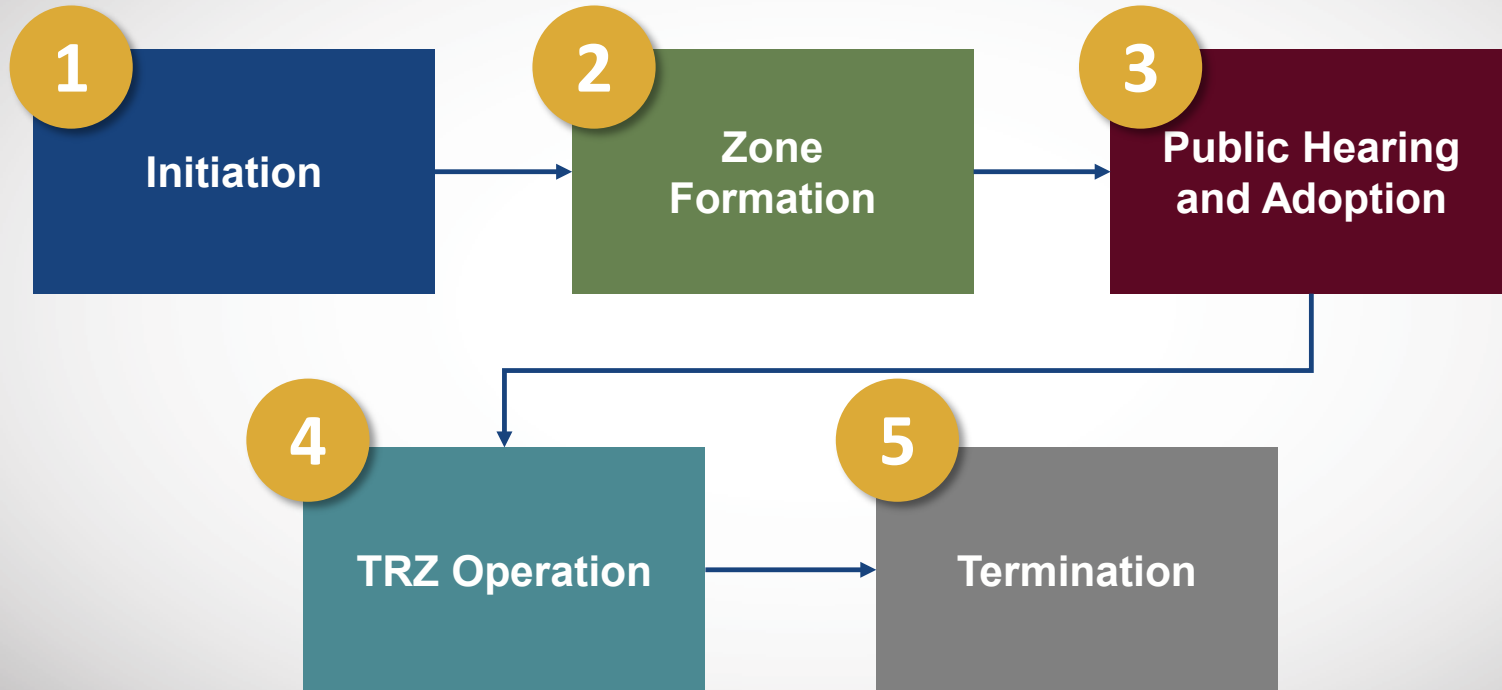 1
Initiation
2
Zone
Formation
3
Public Hearing
and Adoption
4
TRZ Operation
5
Termination